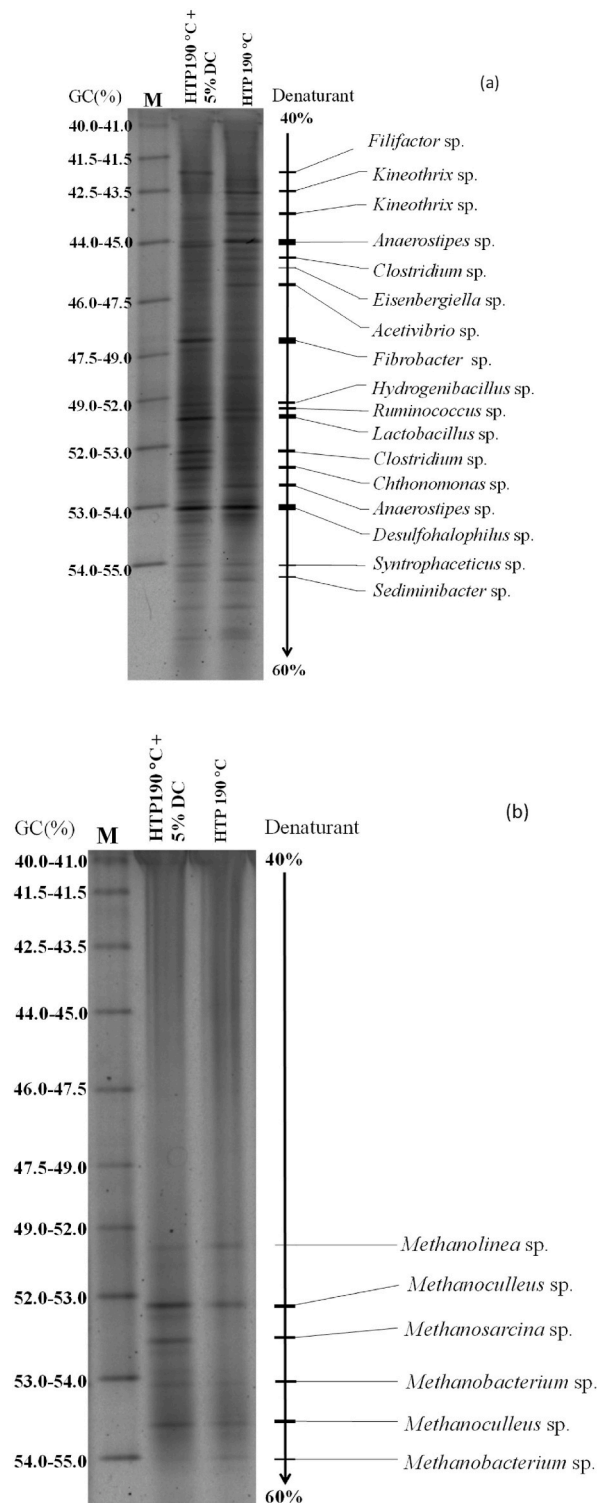 (a)
HTP190 °C +
5% DC
HTP 190 °C
GC(%) M Denaturant
40%
40.0-41.0
41.5-41.5
42.5-43.5
44.0-45.0
46.0-47.5
47.5-49.0
49.0-52.0
52.0-53.0
53.0-54.0
54.0-55.0
Filifactor sp.
Kineothrix sp.
Kineothrix sp.
Anaerostipes sp.
Clostridium sp.
Eisenbergiella sp.
Acetivibrio sp.
Fibrobacter sp.
Hydrogenibacillus sp.
Ruminococcus sp.
Lactobacillus sp.
Clostridium sp.
Chthonomonas sp.
Anaerostipes sp.
Desulfohalophilus sp.
Syntrophaceticus sp.
Sediminibacter sp.
60%
(b)
HTP190 °C +
5% DC
HTP 190 °C
GC(%) M Denaturant
40%
40.0-41.0
41.5-41.5
42.5-43.5
44.0-45.0
46.0-47.5
47.5-49.0
49.0-52.0
52.0-53.0
53.0-54.0
54.0-55.0
Methanolinea sp.
Methanoculleus sp.
Methanosarcina sp.
Methanobacterium sp.
Methanoculleus sp.
Methanobacterium sp.
60%